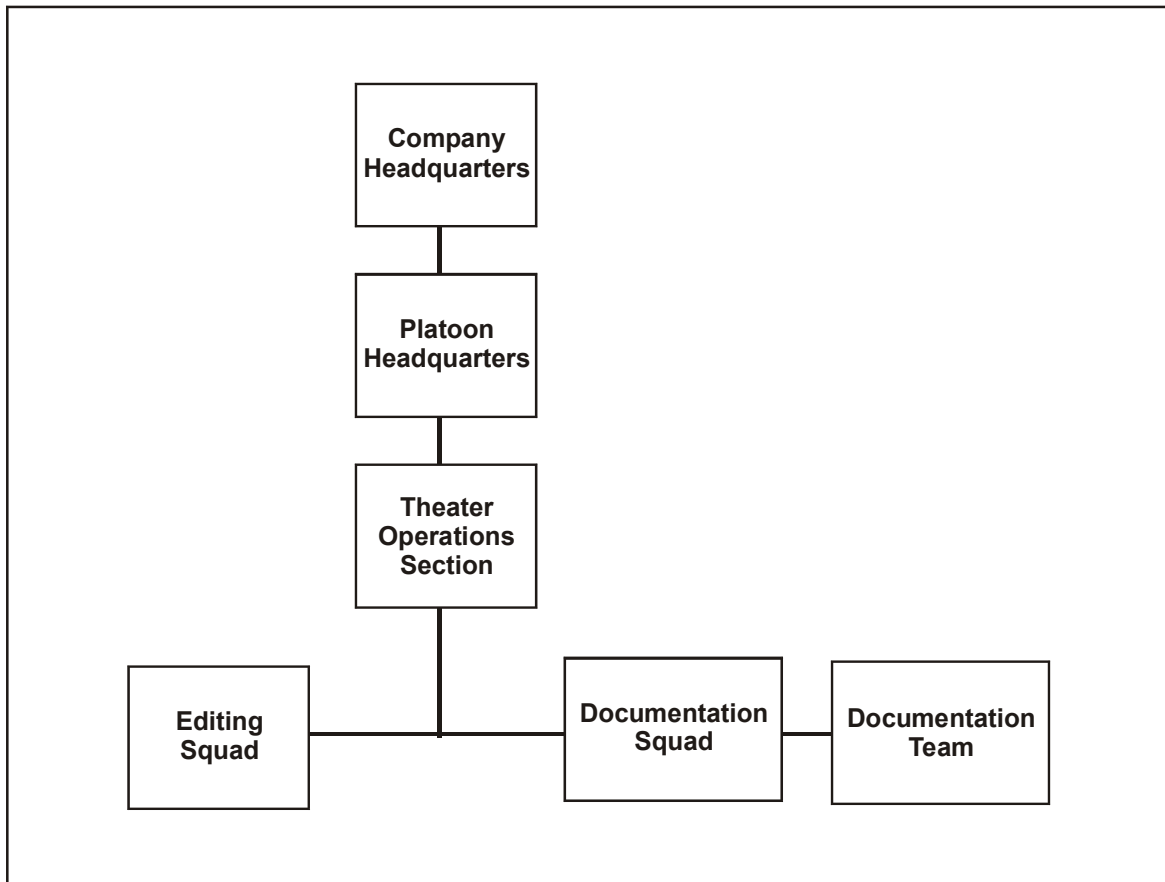 Company
Headquarters
Platoon
Headquarters
Theater
Operations
Section
Editing
Squad
Documentation
Squad
Documentation
Team